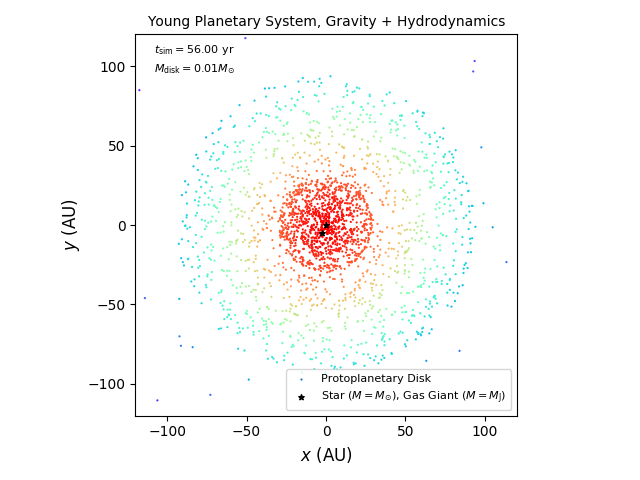 Young Planetary System, Gravity + Hydrodynamics
t_sim = 56.00 yr
M_disk = 0.01M_☉
100
50
0
−50
−100
y (AU)
Protoplanetary Disk
Star (M = M_☉), Gas Giant (M = M_J)
−100 −50 0 50 100
x (AU)